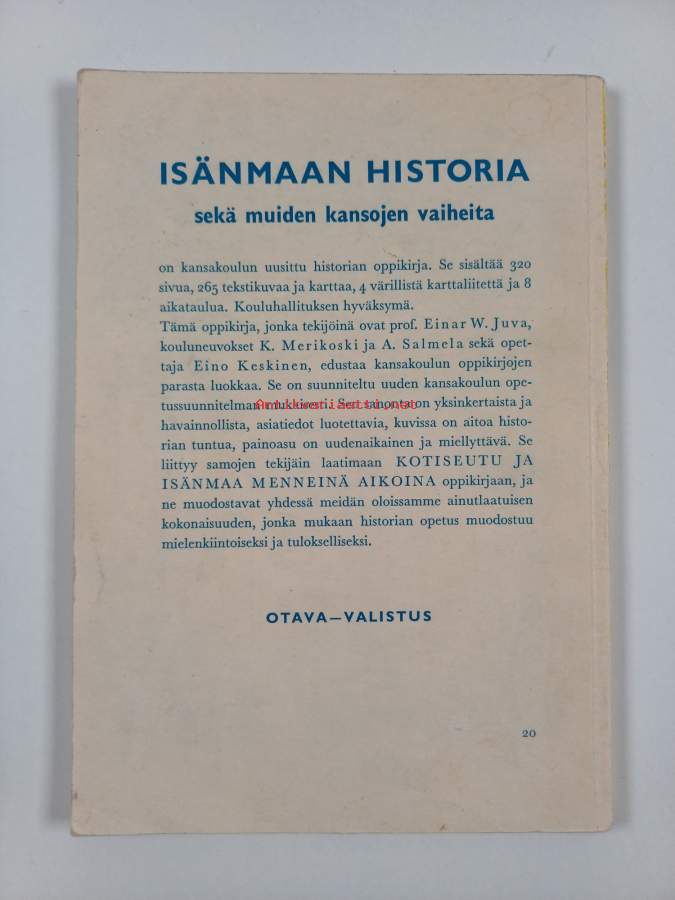 ISÄNMAAN HISTORIA
sekä muiden kansojen vaiheita
on kansakoulun uusittu historian oppikirja. Se sisältää 320
sivua, 265 tekstikuvaa ja karttaa, 4 värillistä karttaliitettä ja 8
aikataulua. Kouluhallituksen hyväksymä.
Tämä oppikirja, jonka tekijöinä ovat prof. Einar W. Juva,
kouluneuvokset K. Merikoski ja A. Salmela sekä opet-
taja Eino Keskinen, edustaa kansakoulun oppikirjojen
parasta luokkaa. Se on suunniteltu uuden kansakoulun ope-
tussuunnitelman mukaisesti. Sen sanonta on yksinkertaista ja
havainnollista, asiatiedot luotettavia, kuvissa on aitoa histo-
rian tuntua, painoasu on uudenaikainen ja miellyttävä. Se
liittyy samojen tekijäin laatimaan KOTISEUTU JA
ISÄNMAA MENNEINÄ AIKOINA oppikirjaan, ja
ne muodostavat yhdessä meidän oloissamme ainutlaatuisen
kokonaisuuden, jonka mukaan historian opetus muodostuu
mielenkiintoiseksi ja tulokselliseksi.
OTAVA—VALISTUS
20